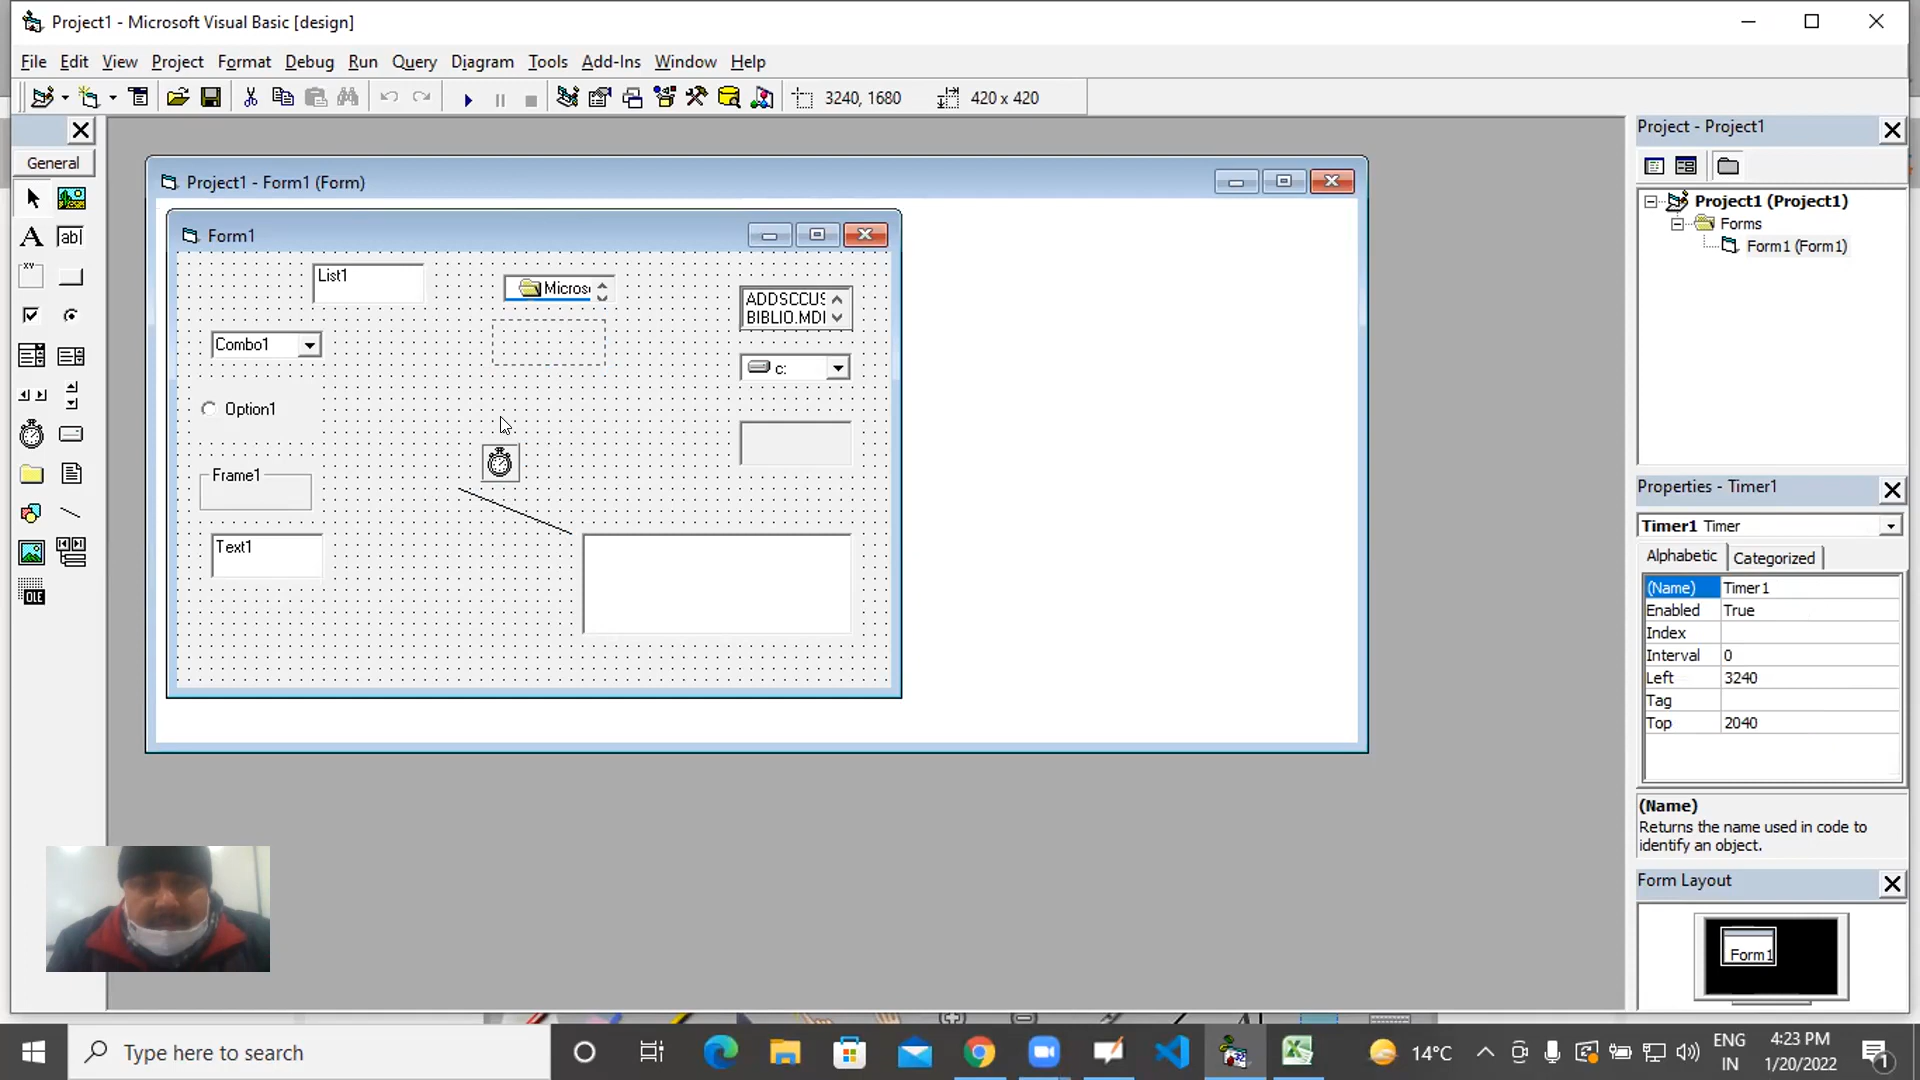 Project1 - Microsoft Visual Basic [design]
File Edit View Project Format Debug Run Query Diagram Tools Add-Ins Window Help
3240, 1680 420 x 420
General
A abl
xv
OLE
Project1 - Form1 (Form)
Form1
List1
Micros
ADDSCCUS
BIBLIO.MDI
Combo1
c:
Option1
Frame1
Text1
Project - Project1
Project1 (Project1)
Forms
Form1 (Form1)
Properties - Timer1
Timer1 Timer
Alphabetic Categorized
(Name) Timer1
Enabled True
Index
Interval 0
Left 3240
Tag
Top 2040
(Name)
Returns the name used in code to
identify an object.
Form Layout
Form1
Type here to search
14°C
ENG
IN
4:23 PM
1/20/2022
1